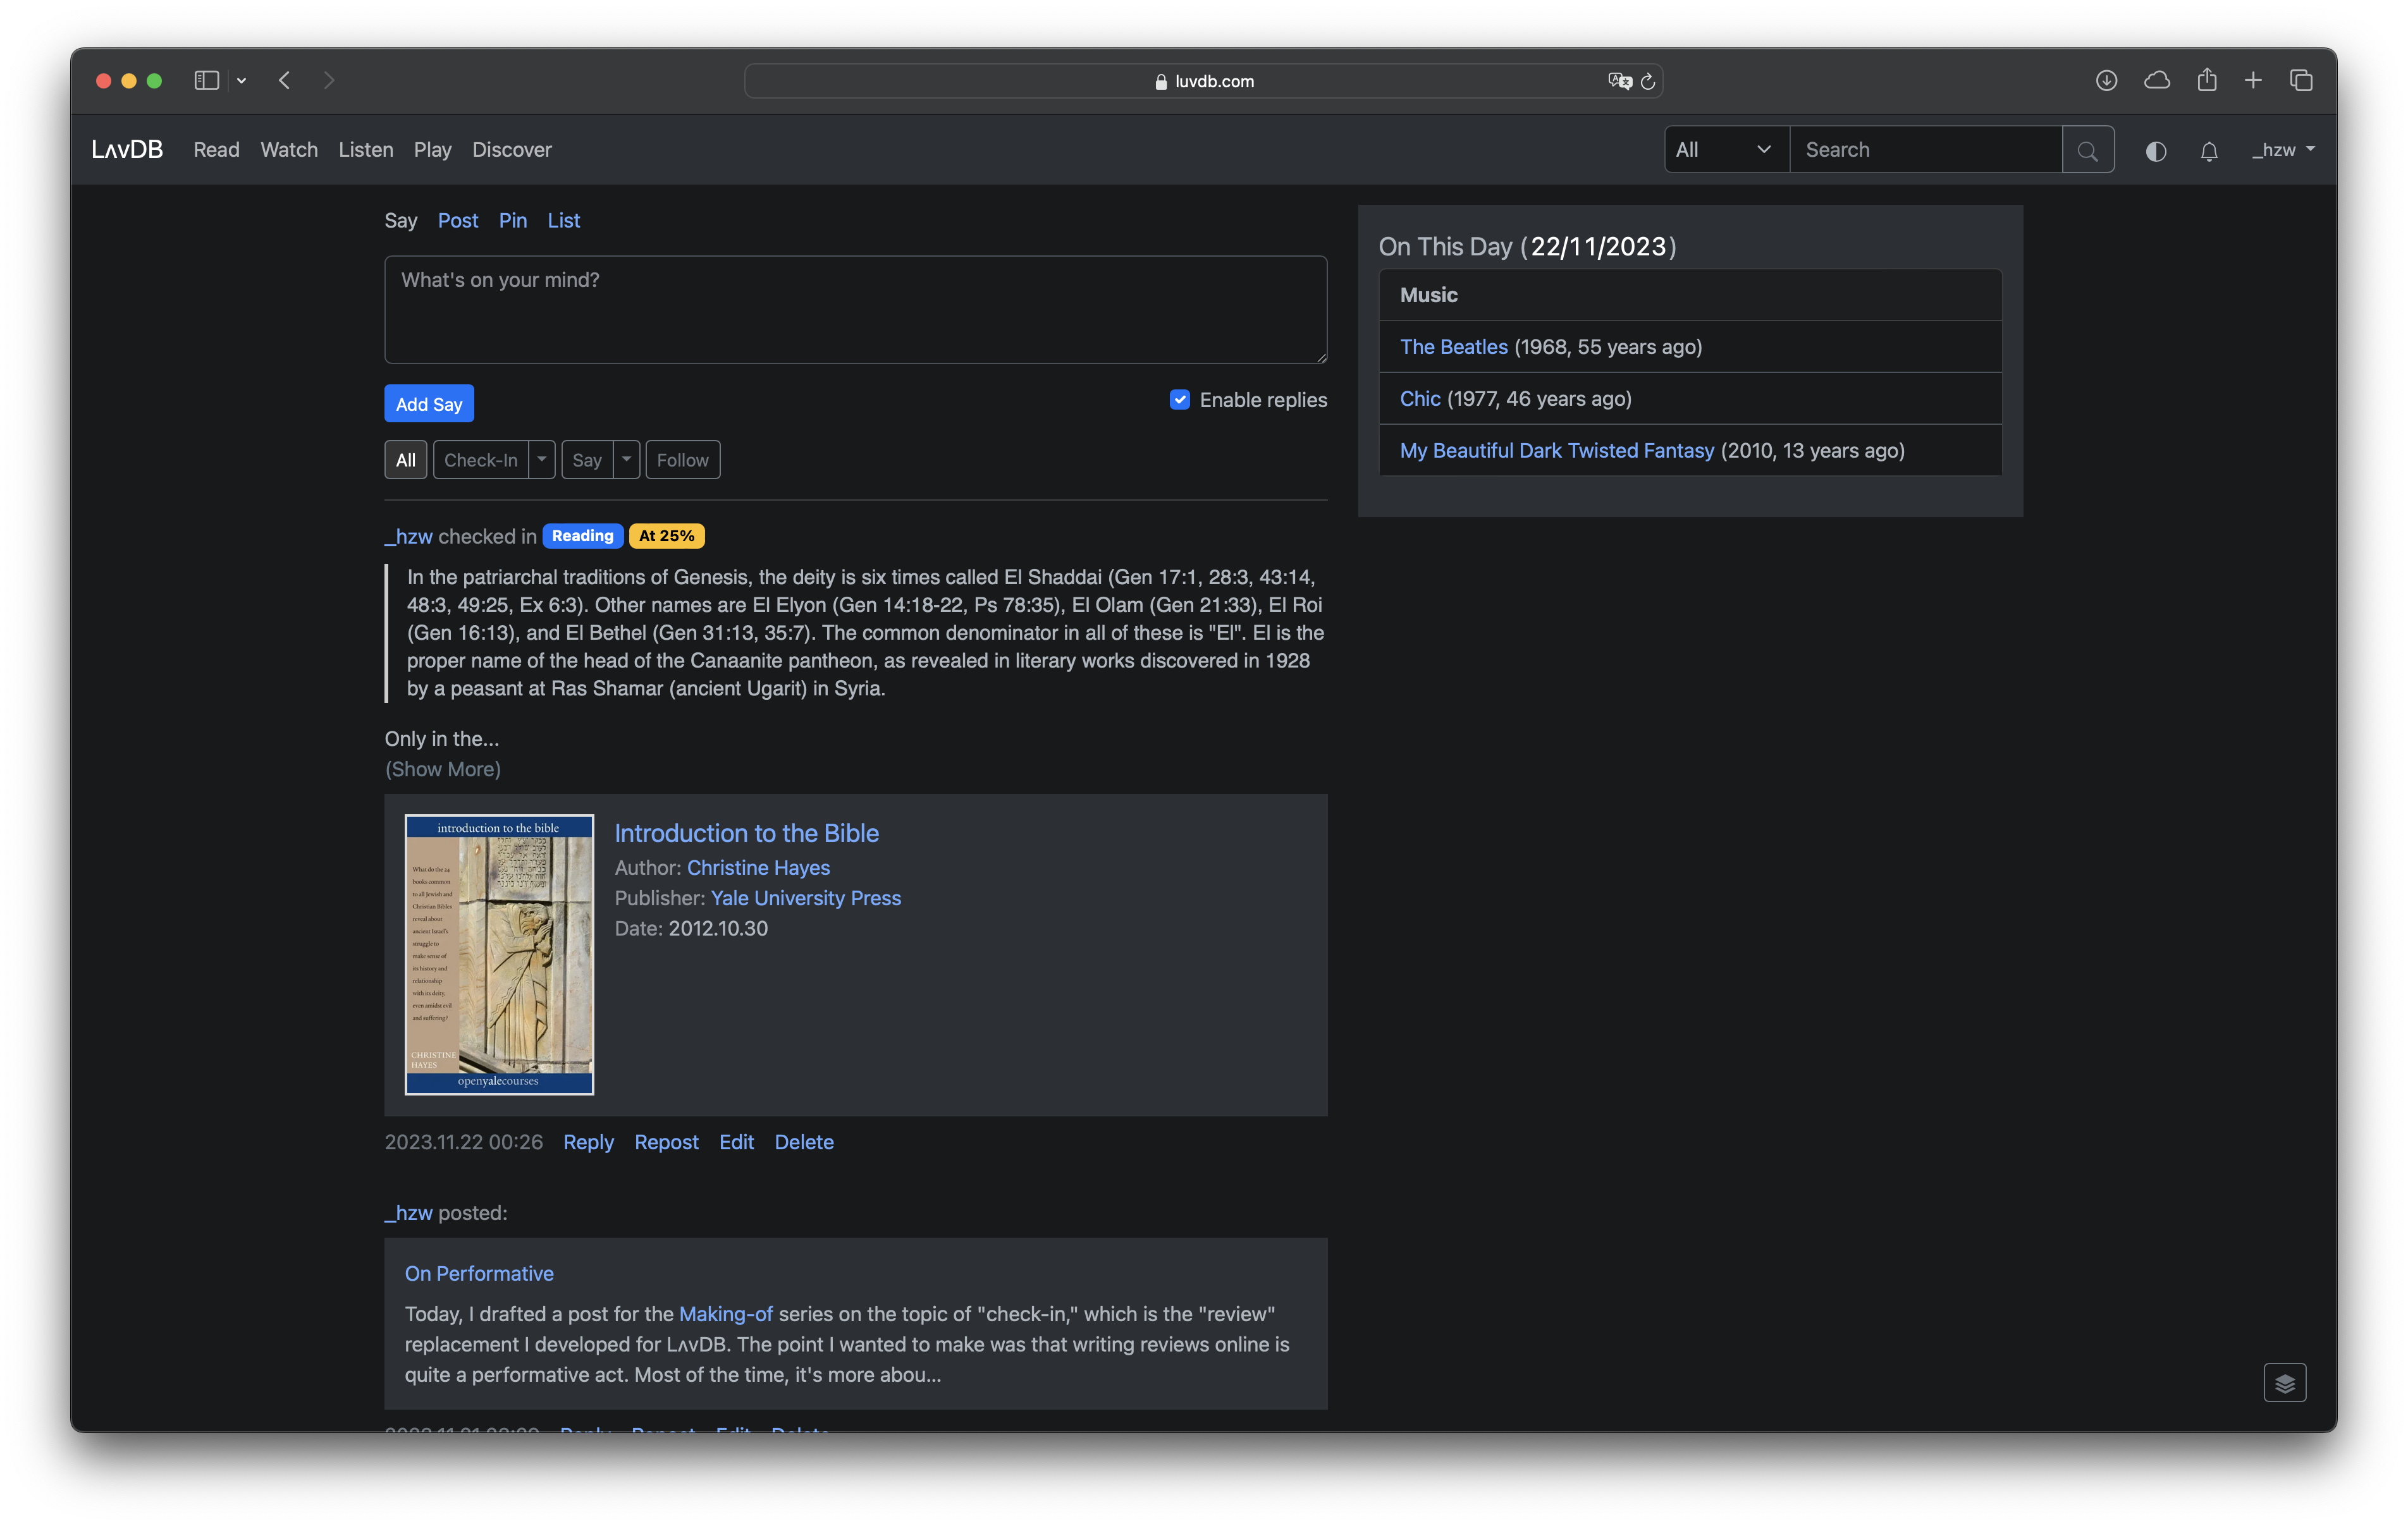 luvdb.com
LʌvDB Read Watch Listen Play Discover All Search _hzw
Say Post Pin List
What's on your mind?
Add Say Enable replies
All Check-In Say Follow
On This Day (22/11/2023)
Music
The Beatles (1968, 55 years ago)
Chic (1977, 46 years ago)
My Beautiful Dark Twisted Fantasy (2010, 13 years ago)
_hzw checked in Reading At 25%
In the patriarchal traditions of Genesis, the deity is six times called El Shaddai (Gen 17:1, 28:3, 43:14,
48:3, 49:25, Ex 6:3). Other names are El Elyon (Gen 14:18-22, Ps 78:35), El Olam (Gen 21:33), El Roi
(Gen 16:13), and El Bethel (Gen 31:13, 35:7). The common denominator in all of these is "El". El is the
proper name of the head of the Canaanite pantheon, as revealed in literary works discovered in 1928
by a peasant at Ras Shamar (ancient Ugarit) in Syria.
Only in the...
(Show More)
introduction to the bible
What do the 24
books common
to all Jewish and
Christian Bibles
reveal about
ancient Israel's
struggle to
make sense of
its history and
relationship
with its deity,
even amidst evil
and suffering?
CHRISTINE
HAYES
openyalecourses
Introduction to the Bible
Author: Christine Hayes
Publisher: Yale University Press
Date: 2012.10.30
2023.11.22 00:26 Reply Repost Edit Delete
_hzw posted:
On Performative
Today, I drafted a post for the Making-of series on the topic of "check-in," which is the "review"
replacement I developed for LʌvDB. The point I wanted to make was that writing reviews online is
quite a performative act. Most of the time, it's more abou...
Reply Repost Edit Delete